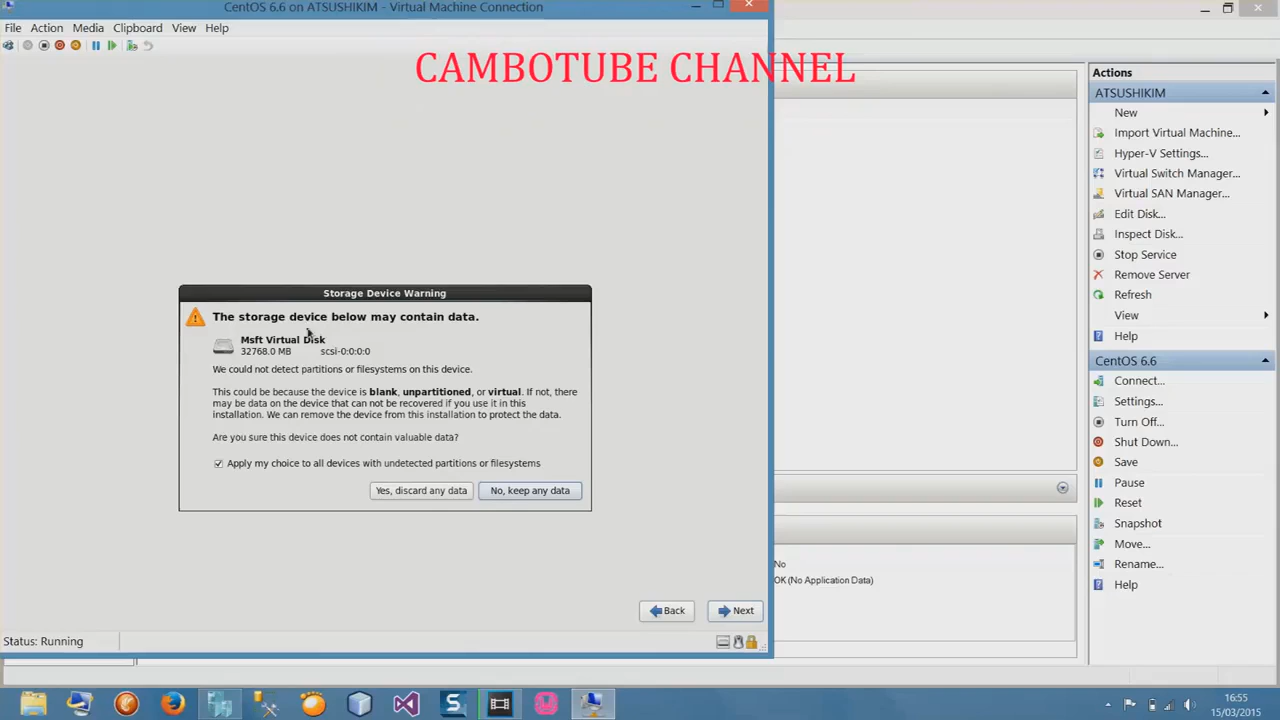 CentOS 6.6 on ATSUSHIKIM - Virtual Machine Connection
File Action Media Clipboard View Help
CAMBOTUBE CHANNEL
Storage Device Warning
The storage device below may contain data.
Msft Virtual Disk
32768.0 MB scsi-0:0:0:0
We could not detect partitions or filesystems on this device.
This could be because the device is blank, unpartitioned, or virtual. If not, there
may be data on the device that can not be recovered if you use it in this
installation. We can remove the device from this installation to protect the data.
Are you sure this device does not contain valuable data?
Apply my choice to all devices with undetected partitions or filesystems
Yes, discard any data
No, keep any data
Back
Next
Status: Running
No
OK (No Application Data)
Actions
ATSUSHIKIM
New
Import Virtual Machine...
Hyper-V Settings...
Virtual Switch Manager...
Virtual SAN Manager...
Edit Disk...
Inspect Disk...
Stop Service
Remove Server
Refresh
View
Help
CentOS 6.6
Connect...
Settings...
Turn Off...
Shut Down...
Save
Pause
Reset
Snapshot
Move...
Rename...
Help
16:55
15/03/2015